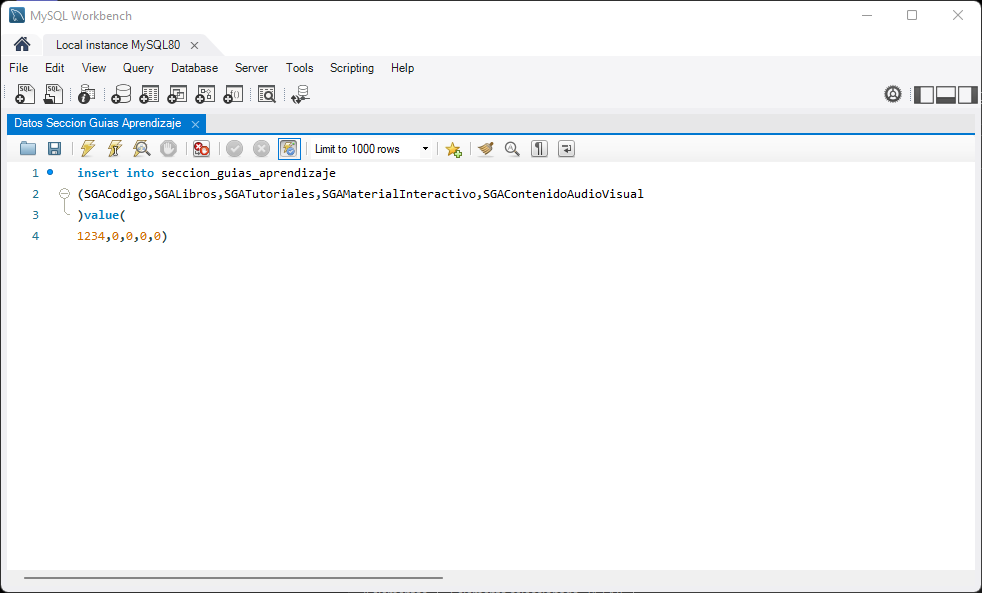 MySQL Workbench
Local instance MySQL80
File Edit View Query Database Server Tools Scripting Help
Datos Seccion Guias Aprendizaje
Limit to 1000 rows
1 insert into seccion_guias_aprendizaje
2 (SGACodigo,SGALibros,SGATutoriales,SGAMaterialInteractivo,SGAContenidoAudioVisual
3 )value(
4 1234,0,0,0,0)